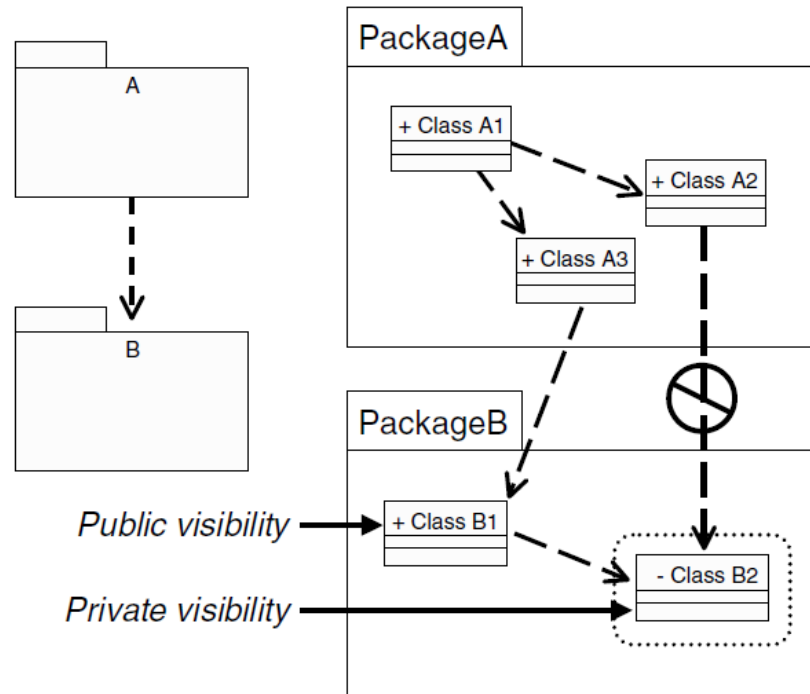 PackageA
A
+ Class A1
+ Class A2
+ Class A3
B
PackageB
Public visibility
+ Class B1
- Class B2
Private visibility